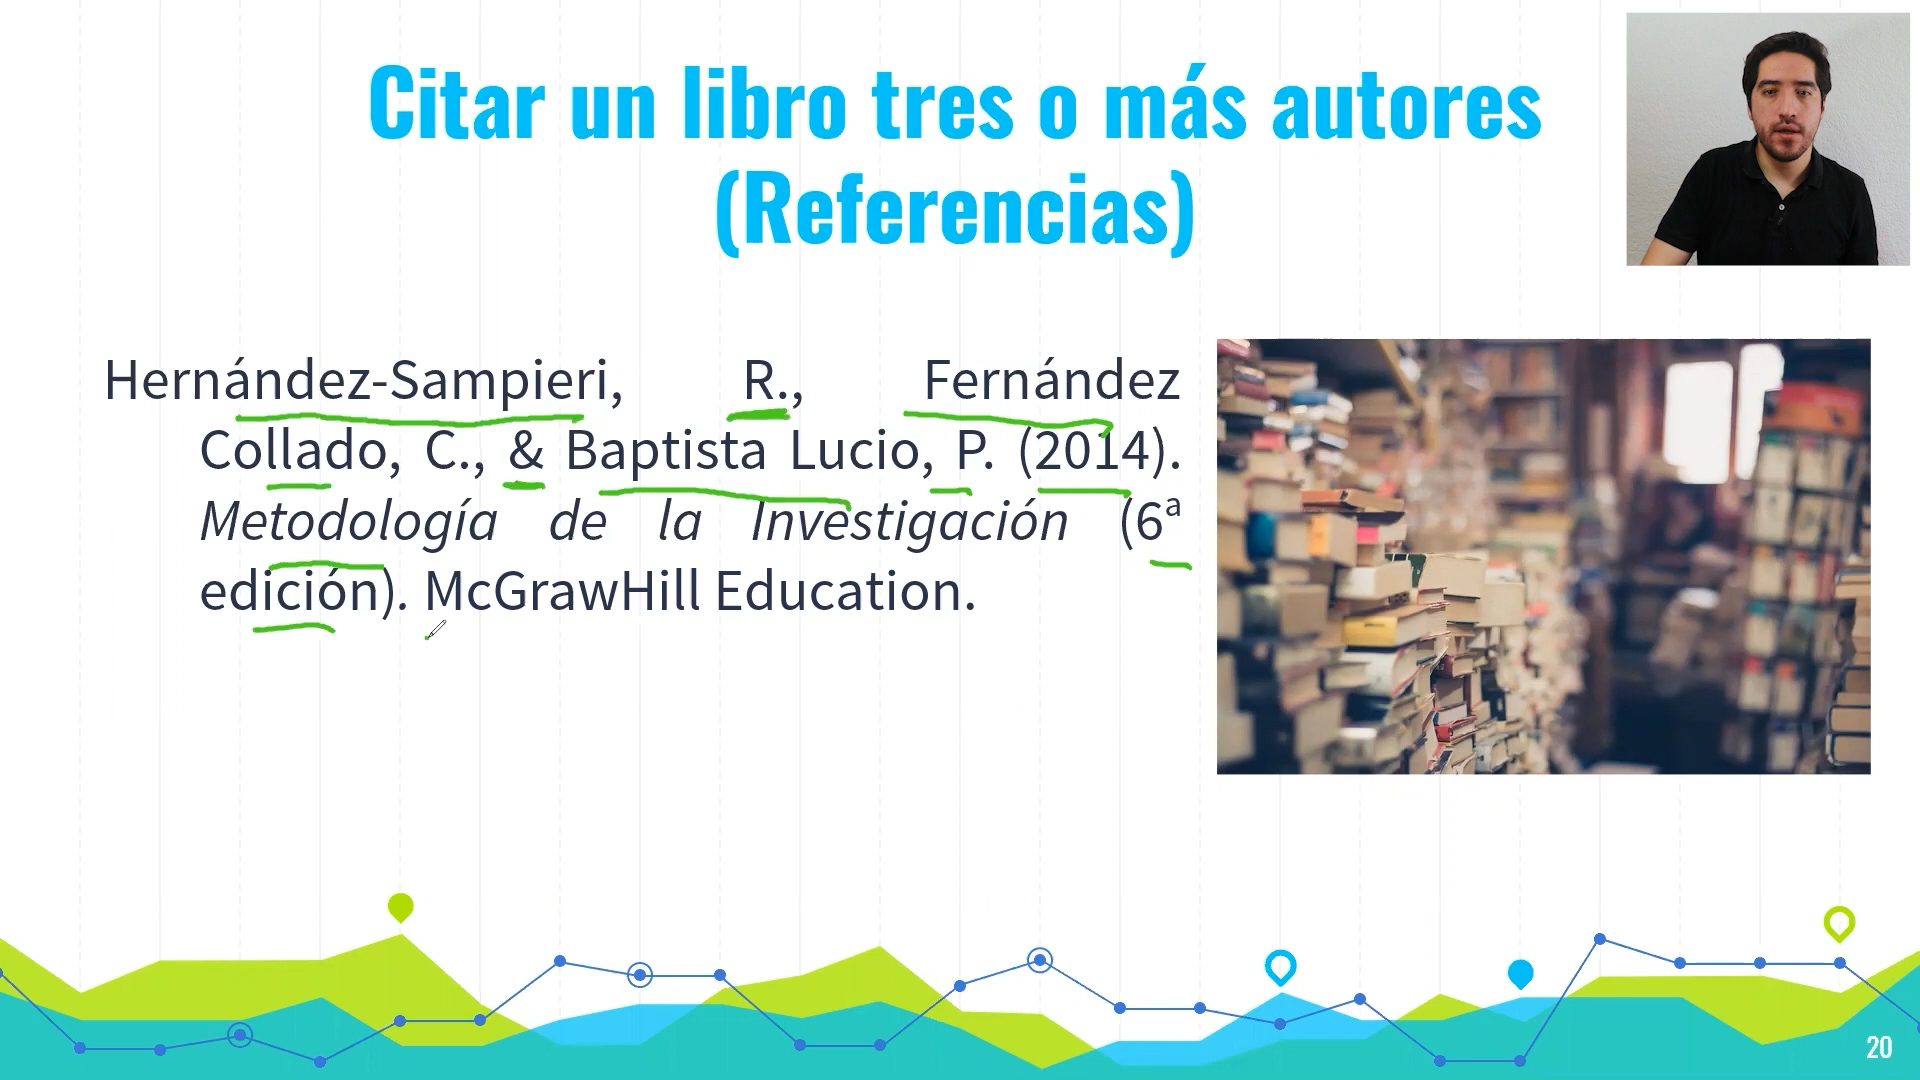 Citar un libro tres o más autores
(Referencias)
Hernández-Sampieri, R., Fernández
Collado, C., & Baptista Lucio, P. (2014).
Metodología de la Investigación (6ª
edición). McGrawHill Education.
20